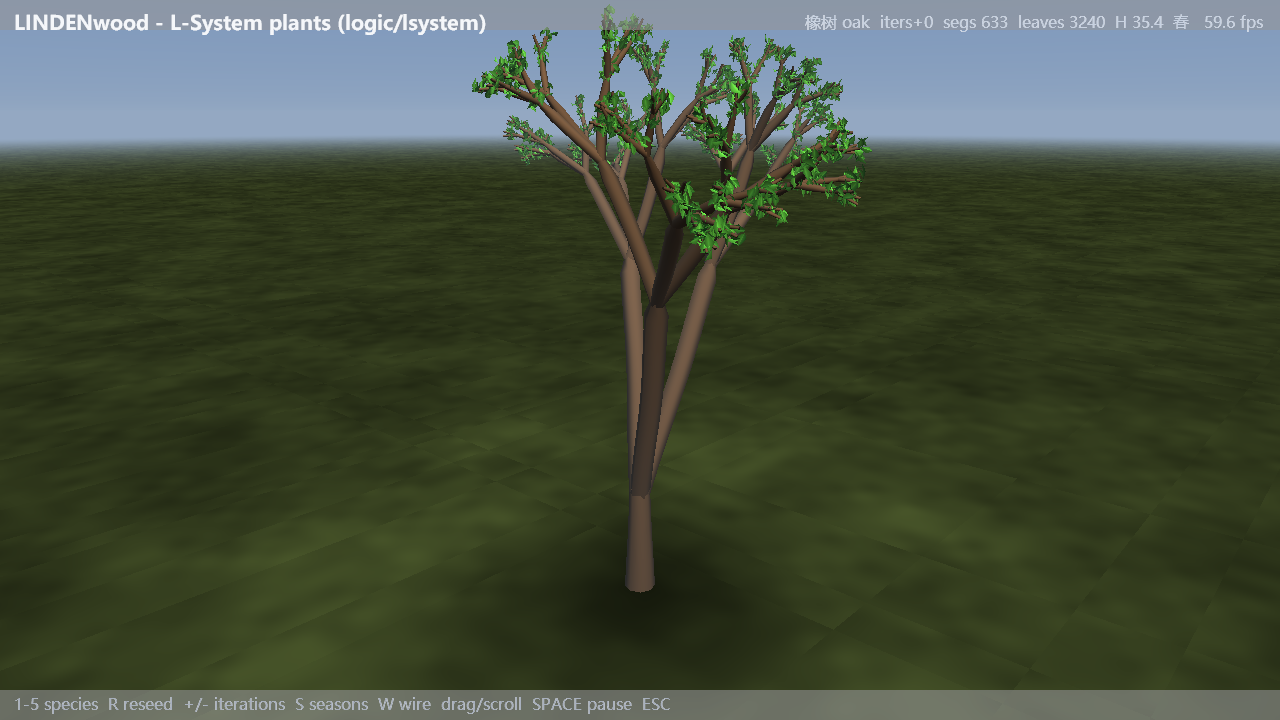 LINDENwood - L-System plants (logic/lsystem)
橡树 oak  iters+0  segs 633  leaves 3240  H 35.4  春  59.6 fps
1-5 species  R reseed  +/- iterations  S seasons  W wire  drag/scroll  SPACE pause  ESC